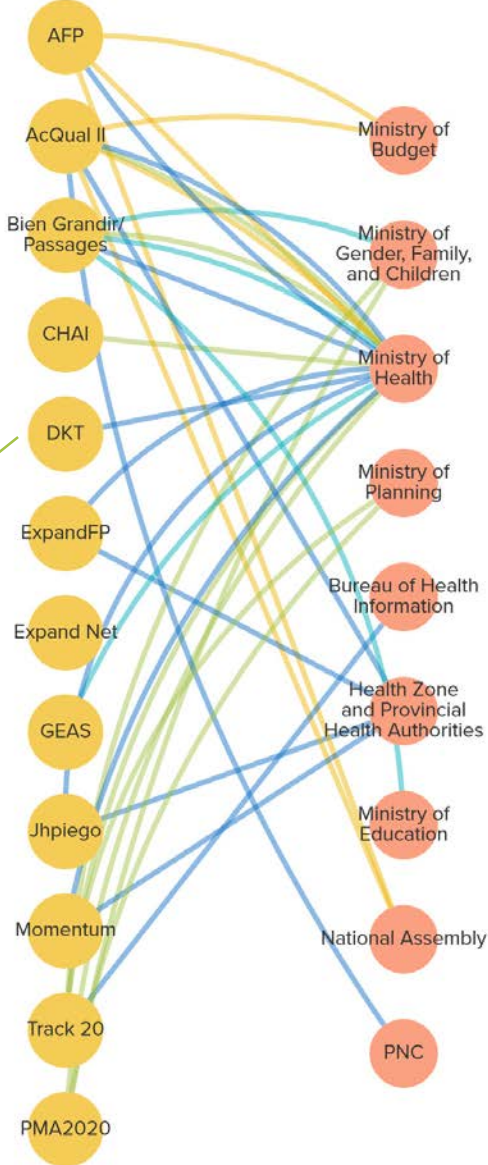 AFP
AcQual II
Bien Grandir/
Passages
CHAI
DKT
ExpandFP
Expand Net
GEAS
Jhpiego
Momentum
Track 20
PMA2020
Ministry of
Budget
Ministry of
Gender, Family,
and Children
Ministry of
Health
Ministry of
Planning
Bureau of Health
Information
Health Zone
and Provincial
Health Authorities
Ministry of
Education
National Assembly
PNC